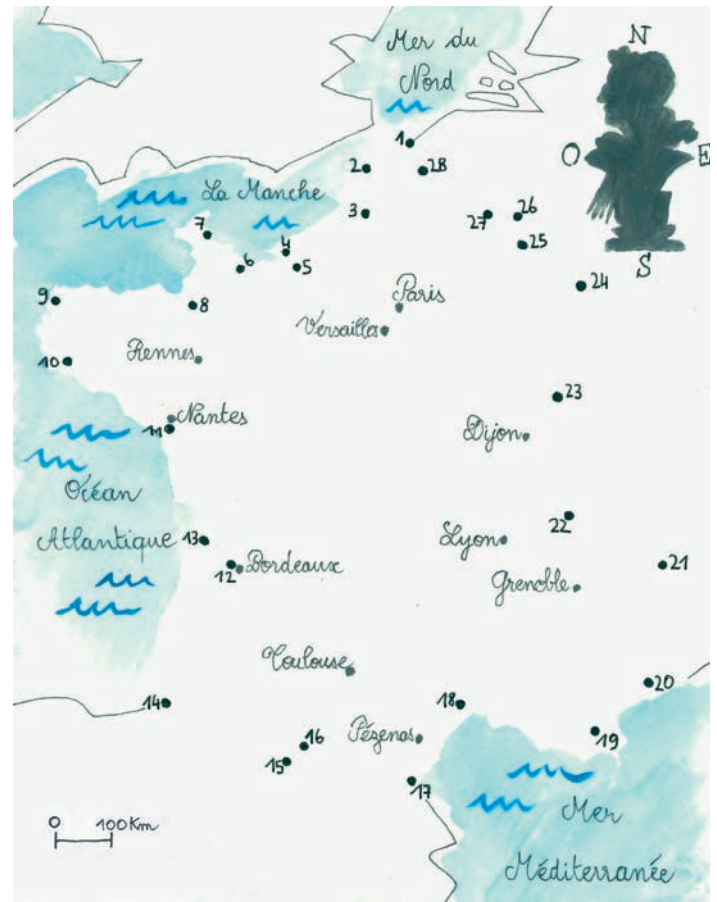 Mer du
Nord
N
O
E
S
1
2
28
La Manche
3
27
26
7
25
4
6
5
24
9
8
Paris
Versailles
Rennes
10
23
Nantes
11
Dijon
Océan
22
Atlantique
13
Lyon
12
Bordeaux
21
Grenoble
Toulouse
20
14
18
16
Pézenas
19
15
17
0 100 Km
Mer
Méditerranée